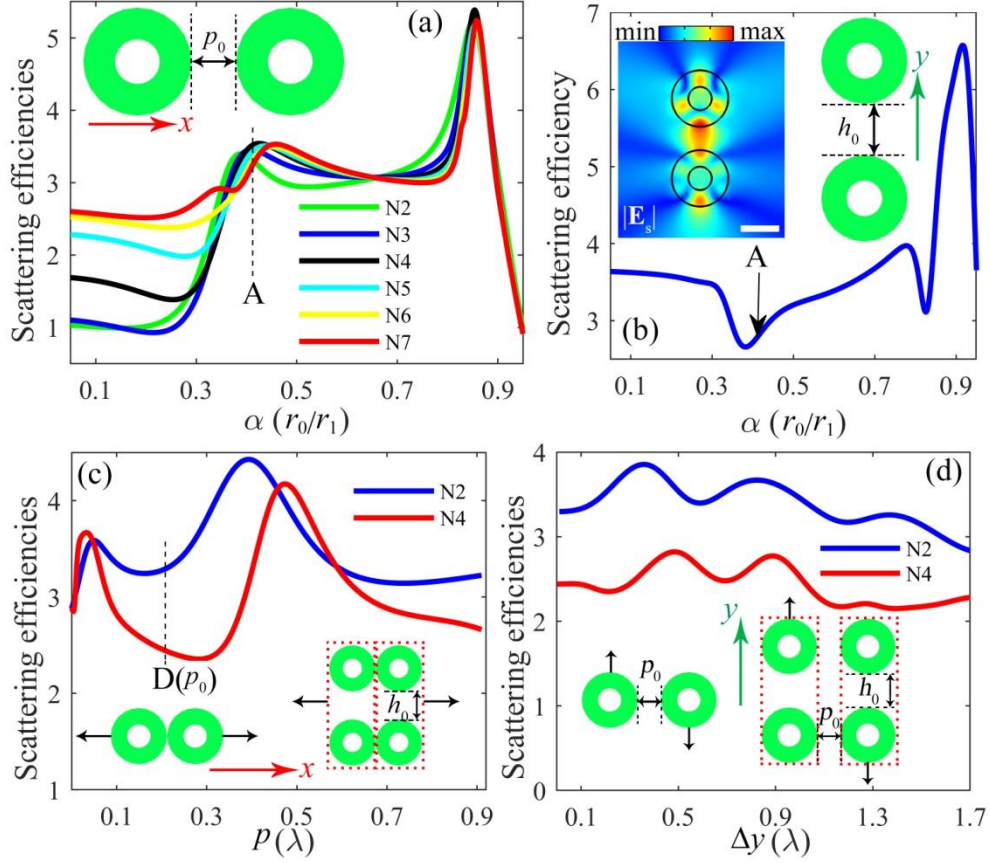 (a)
p₀
x
A
N2
N3
N4
N5
N6
N7
Scattering efficiencies
5
4
3
2
1
0.1 0.3 0.5 0.7 0.9
α (r₀/r₁)
min max
|Eₛ|
y
h₀
A
(b)
Scattering efficiency
7
6
5
4
3
0.1 0.3 0.5 0.7 0.9
α (r₀/r₁)
(c)
N2
N4
D(p₀)
h₀
x
Scattering efficiencies
4
3
2
1
0.1 0.3 0.5 0.7 0.9
p (λ)
(d)
N2
N4
y
p₀
h₀
p₀
Scattering efficiencies
4
3
2
1
0
0.1 0.5 0.9 1.3 1.7
Δy (λ)